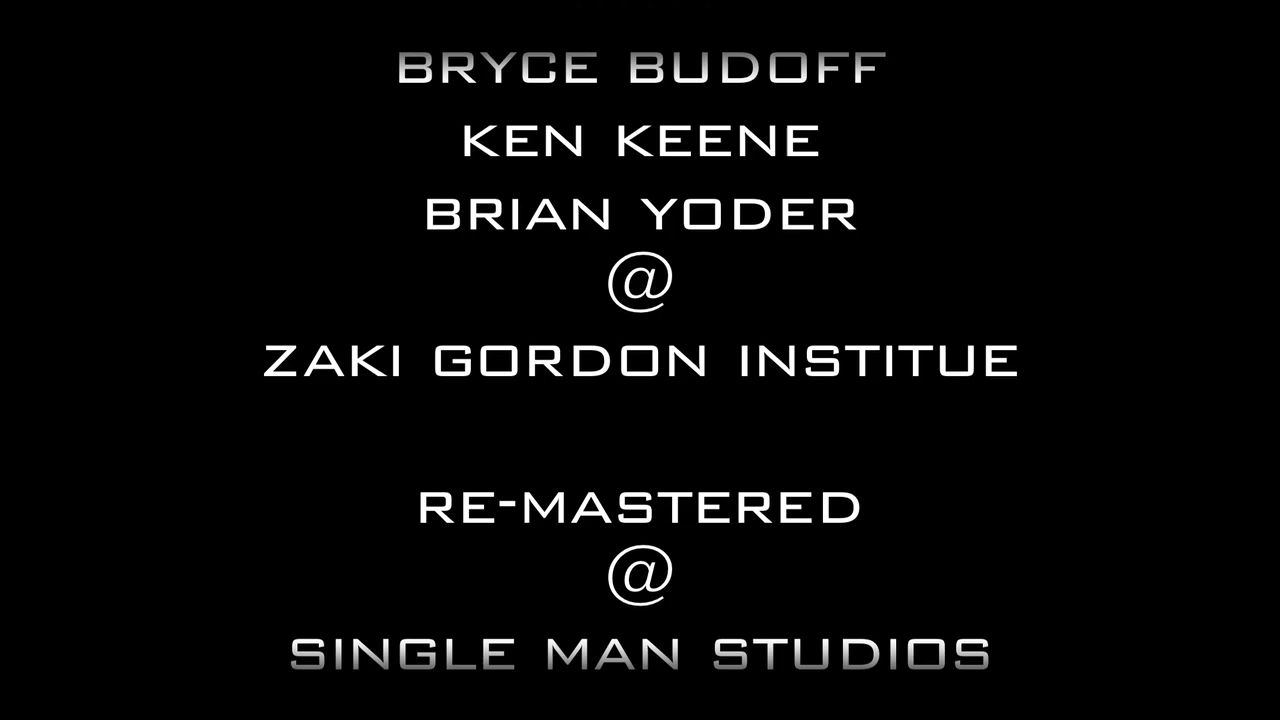 BRYCE BUDOFF
KEN KEENE
BRIAN YODER
@
ZAKI GORDON INSTITUE
RE-MASTERED
@
SINGLE MAN STUDIOS